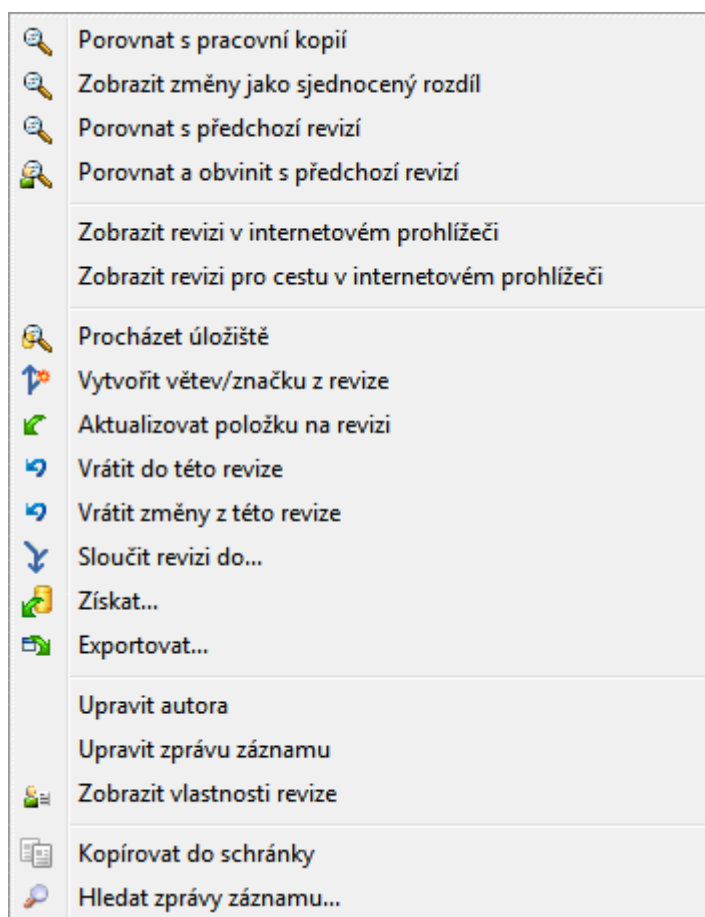 Porovnat s pracovní kopií
Zobrazit změny jako sjednocený rozdíl
Porovnat s předchozí revizí
Porovnat a obvinit s předchozí revizí
Zobrazit revizi v internetovém prohlížeči
Zobrazit revizi pro cestu v internetovém prohlížeči
Procházet úložiště
Vytvořit větev/značku z revize
Aktualizovat položku na revizi
Vrátit do této revize
Vrátit změny z této revize
Sloučit revizi do...
Získat...
Exportovat...
Upravit autora
Upravit zprávu záznamu
Zobrazit vlastnosti revize
Kopírovat do schránky
Hledat zprávy záznamu...